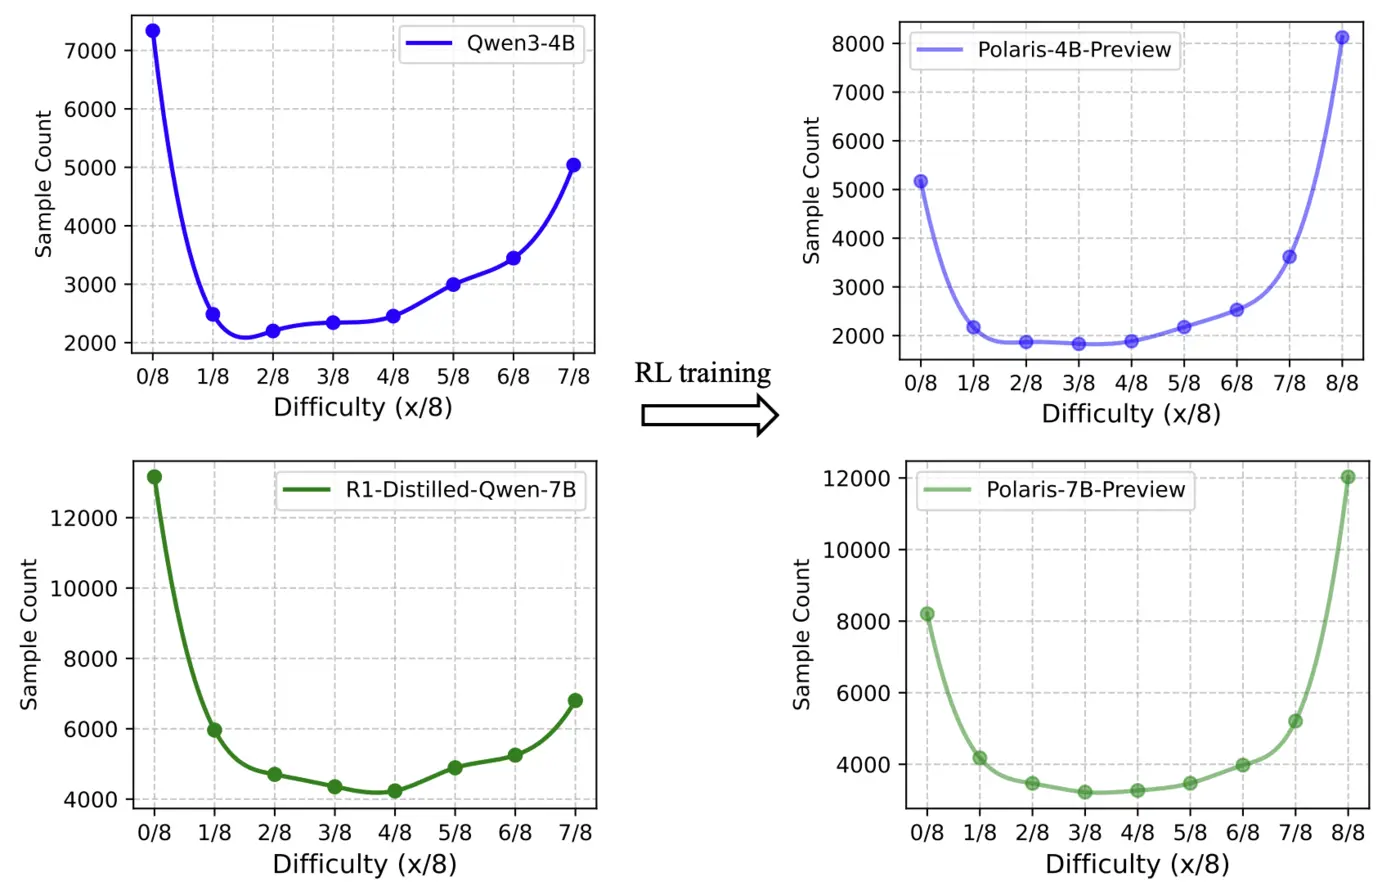 Qwen3-4B
7000
6000
5000
4000
3000
2000
Sample Count
0/8 1/8 2/8 3/8 4/8 5/8 6/8 7/8
Difficulty (x/8)
Polaris-4B-Preview
8000
7000
6000
5000
4000
3000
2000
Sample Count
0/8 1/8 2/8 3/8 4/8 5/8 6/8 7/8 8/8
Difficulty (x/8)
RL training
R1-Distilled-Qwen-7B
12000
10000
8000
6000
4000
Sample Count
0/8 1/8 2/8 3/8 4/8 5/8 6/8 7/8
Difficulty (x/8)
Polaris-7B-Preview
12000
10000
8000
6000
4000
Sample Count
0/8 1/8 2/8 3/8 4/8 5/8 6/8 7/8 8/8
Difficulty (x/8)